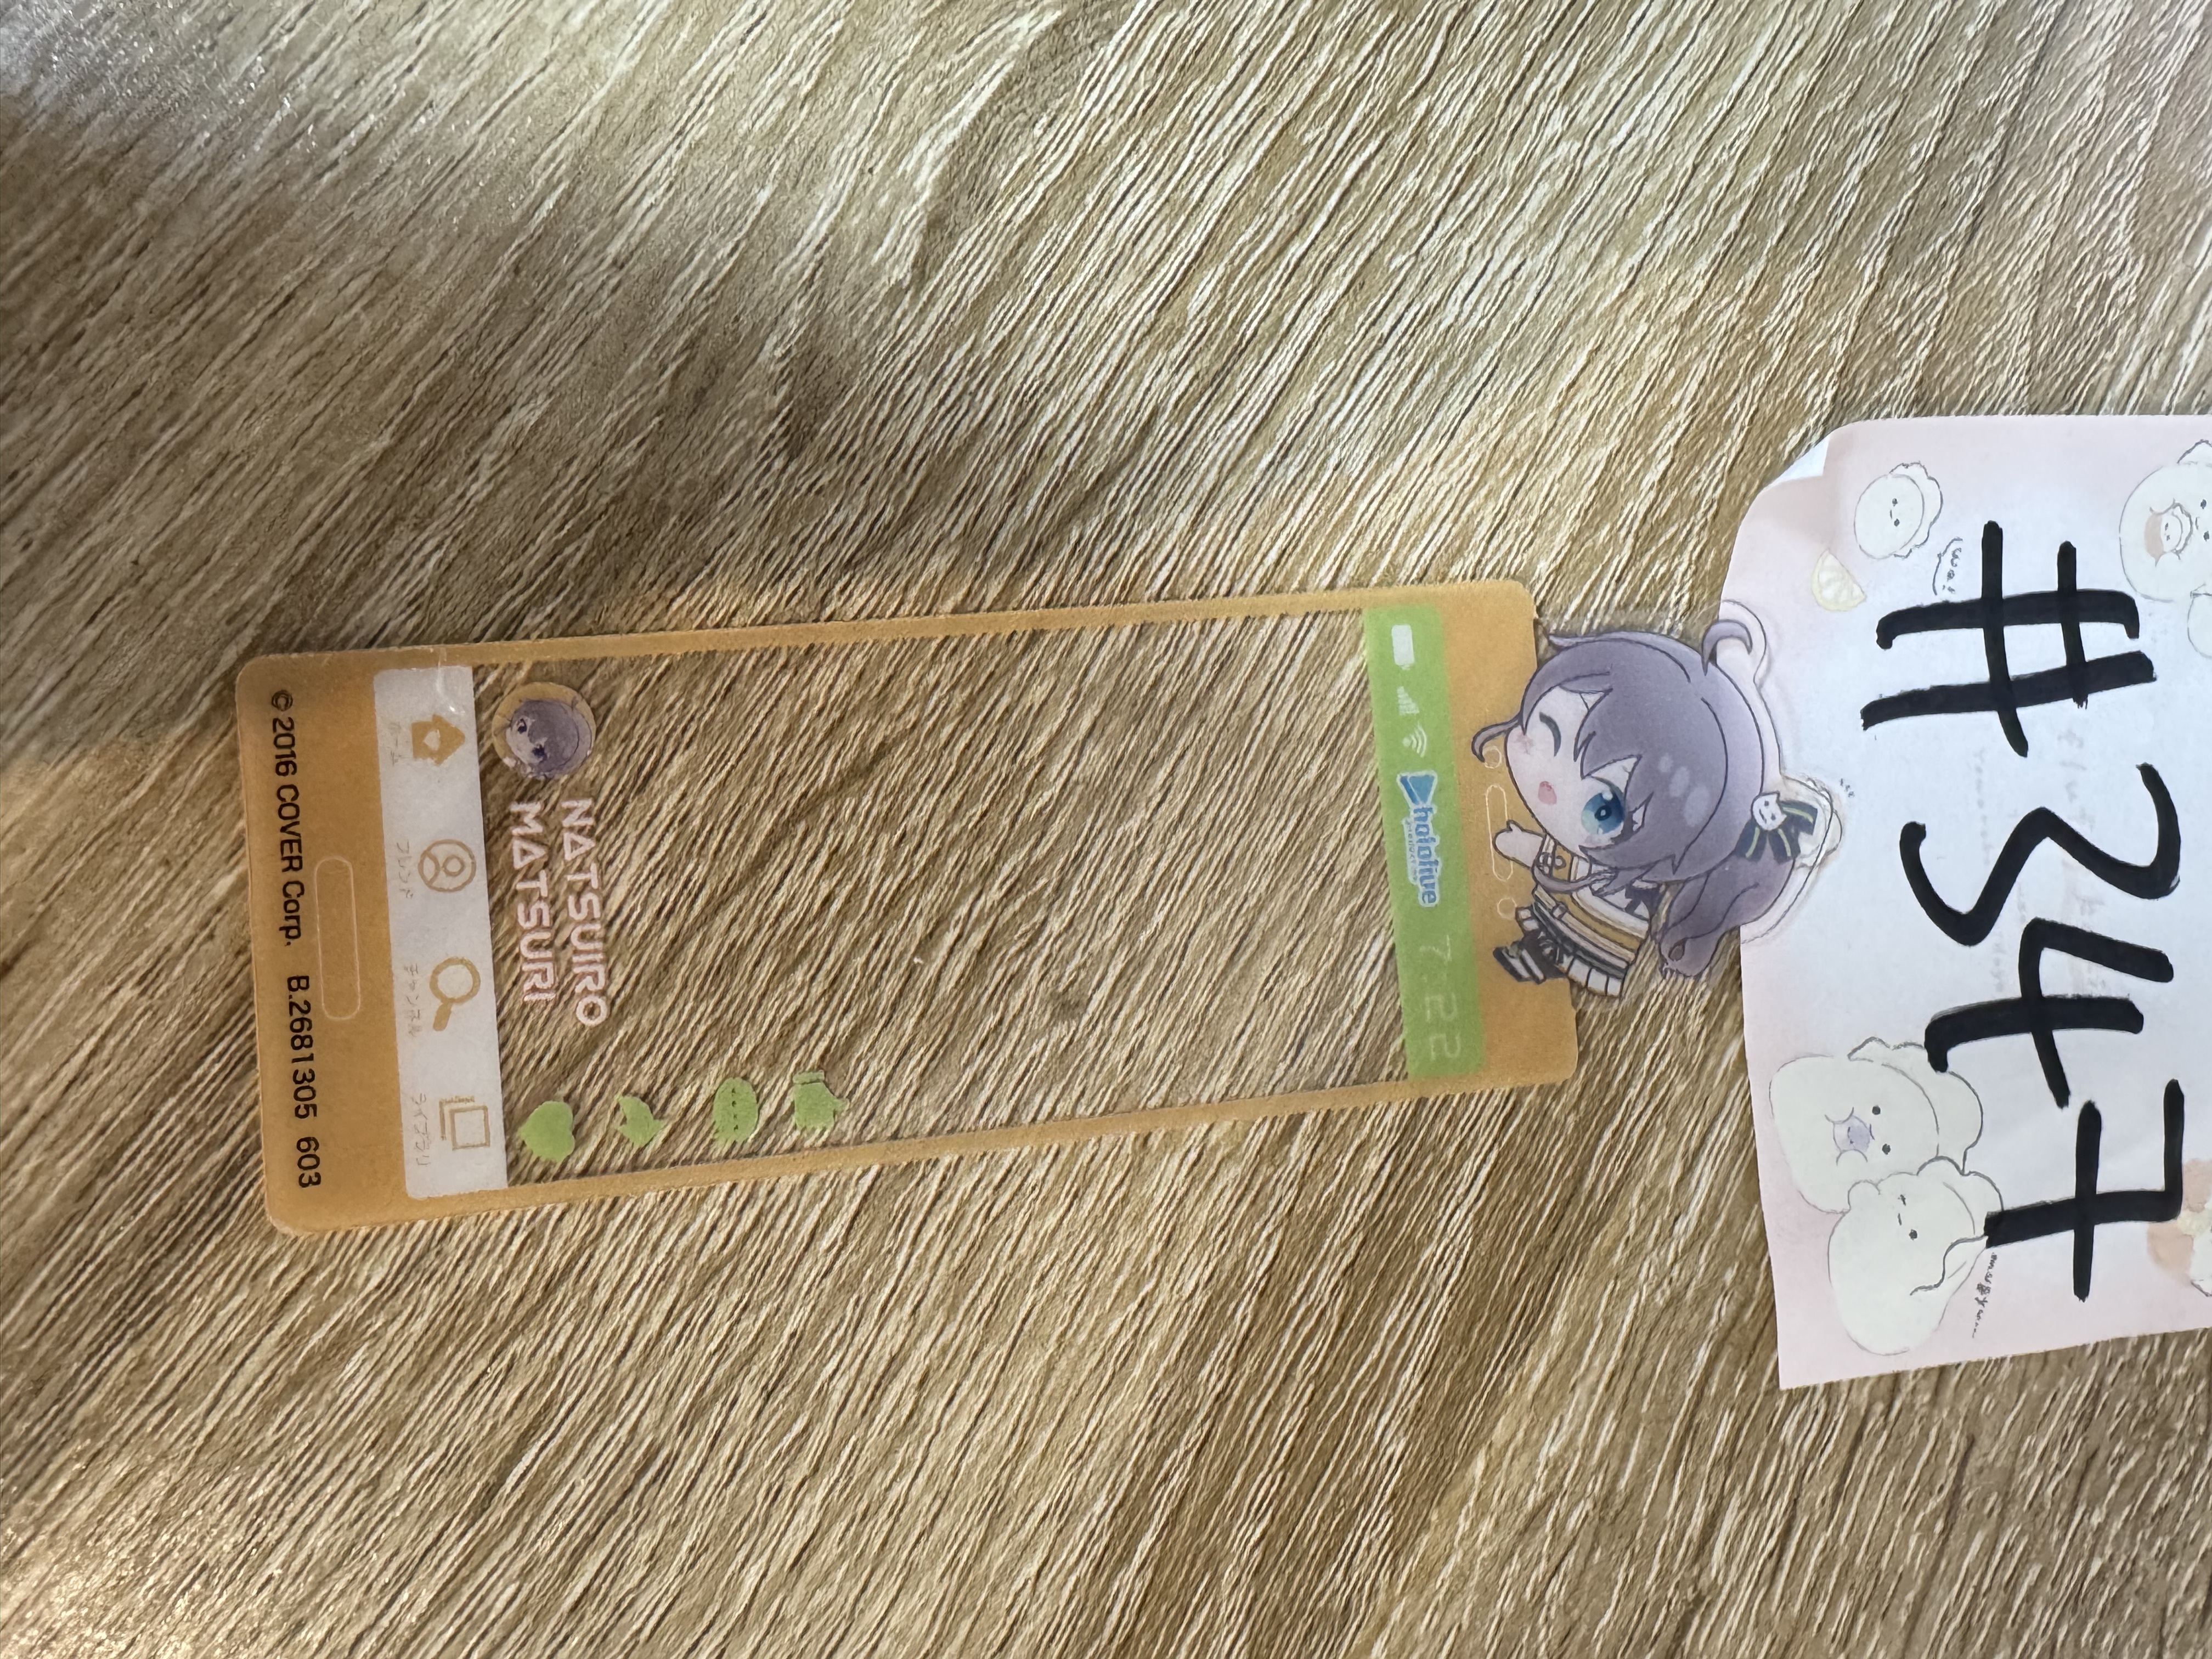 hololive
production
7:22
NATSUIRO
MATSURI
ホーム
フレンド
チャンネル
ライブラリ
© 2016 COVER Corp. B.2681305 603
#347